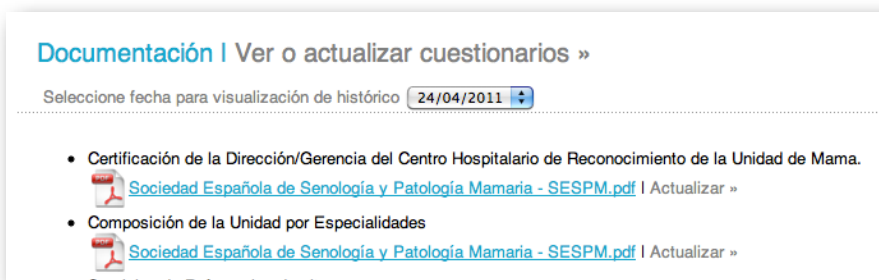 Documentación | Ver o actualizar cuestionarios »
Seleccione fecha para visualización de histórico 24/04/2011
• Certificación de la Dirección/Gerencia del Centro Hospitalario de Reconocimiento de la Unidad de Mama.
PDF Sociedad Española de Senología y Patología Mamaria - SESPM.pdf | Actualizar »
• Composición de la Unidad por Especialidades
PDF Sociedad Española de Senología y Patología Mamaria - SESPM.pdf | Actualizar »